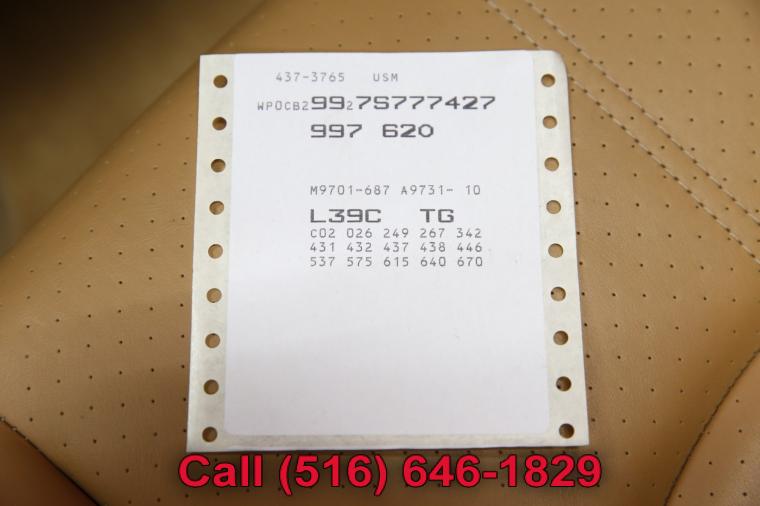 437-3765 USM
WP0CB29927S777427
997 620
M9701-687 A9731- 10
L39C TG
C02 026 249 267 342
431 432 437 438 446
537 575 615 640 670
Call (516) 646-1829